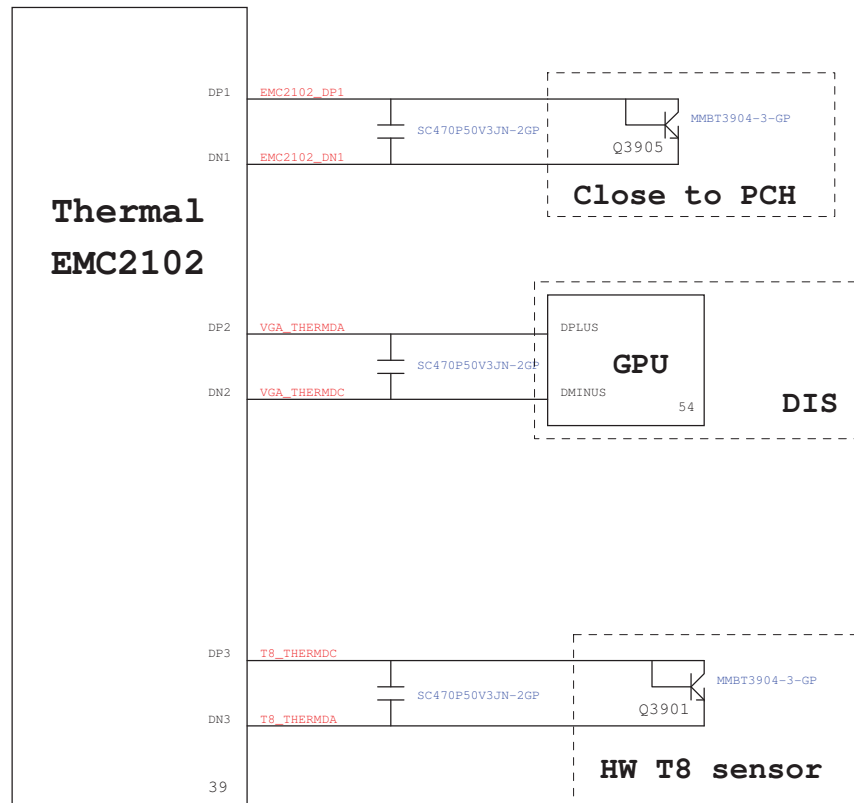 DP1 EMC2102_DP1
MMBT3904-3-GP
SC470P50V3JN-2GP
Q3905
DN1 EMC2102_DN1
Close to PCH
Thermal
EMC2102
DP2 VGA_THERMDA DPLUS
SC470P50V3JN-2GP GPU
DN2 VGA_THERMDC DMINUS
54 DIS
DP3 T8_THERMDC
MMBT3904-3-GP
SC470P50V3JN-2GP
Q3901
DN3 T8_THERMDA
HW T8 sensor
39